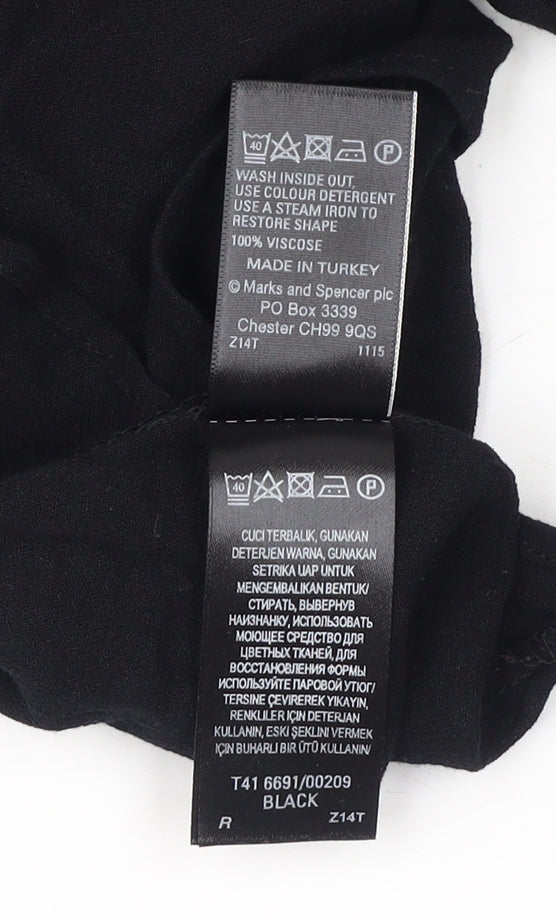 40 P
WASH INSIDE OUT,
USE COLOUR DETERGENT
USE A STEAM IRON TO
RESTORE SHAPE
100% VISCOSE
MADE IN TURKEY
© Marks and Spencer plc
PO Box 3339
Chester CH99 9QS
Z14T 1115
40 P
CUCI TERBALIK, GUNAKAN
DETERJEN WARNA, GUNAKAN
SETRIKA UAP UNTUK
MENGEMBALIKAN BENTUK/
СТИРАТЬ, ВЫВЕРНУВ
НАИЗНАНКУ, ИСПОЛЬЗОВАТЬ
МОЮЩЕЕ СРЕДСТВО ДЛЯ
ЦВЕТНЫХ ТКАНЕЙ, ДЛЯ
ВОССТАНОВЛЕНИЯ ФОРМЫ
ИСПОЛЬЗУЙТЕ ПАРОВОЙ УТЮГ/
TERSİNE ÇEVİREREK YIKAYIN,
RENKLİLER İÇİN DETERJAN
KULLANIN, ESKİ ŞEKLİNİ VERMEK
İÇİN BUHARLI BİR ÜTÜ KULLANIN/
T41 6691/00209
BLACK
R Z14T